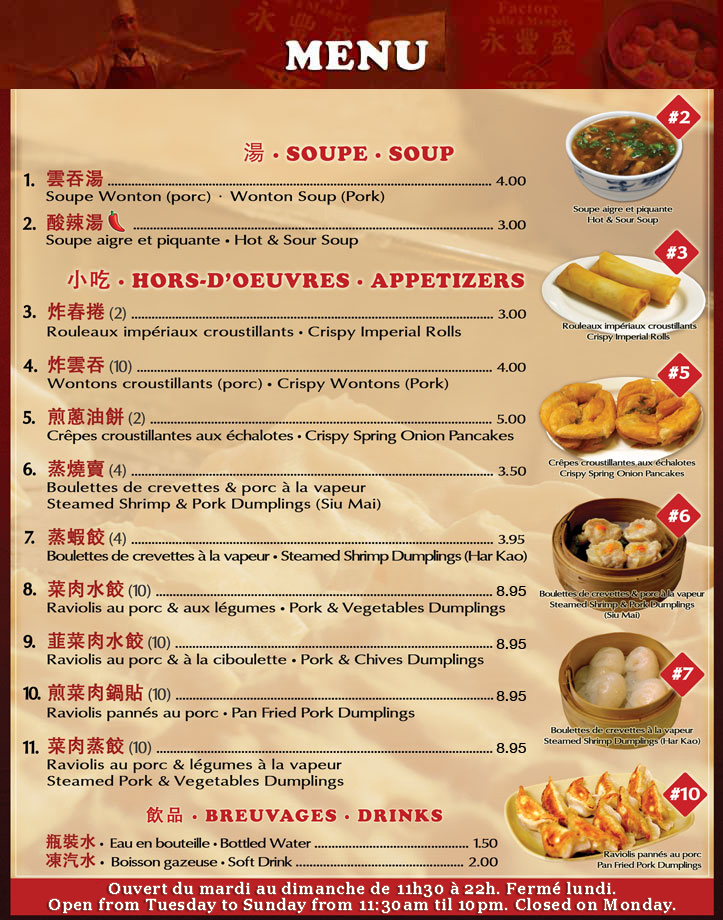 Factory
Salle à Manger
永豐盛
à Manger
永豐
MENU
湯 • SOUPE • SOUP
1. 雲吞湯 4.00
Soupe Wonton (porc) · Wonton Soup (Pork)
2. 酸辣湯 3.00
Soupe aigre et piquante • Hot & Sour Soup
小吃 • HORS-D'OEUVRES • APPETIZERS
3. 炸春捲 (2) 3.00
Rouleaux impériaux croustillants • Crispy Imperial Rolls
4. 炸雲吞 (10) 4.00
Wontons croustillants (porc) • Crispy Wontons (Pork)
5. 煎蔥油餅 (2) 5.00
Crêpes croustillantes aux échalotes • Crispy Spring Onion Pancakes
6. 蒸燒賣 (4) 3.50
Boulettes de crevettes & porc à la vapeur
Steamed Shrimp & Pork Dumplings (Siu Mai)
7. 蒸蝦餃 (4) 3.95
Boulettes de crevettes à la vapeur • Steamed Shrimp Dumplings (Har Kao)
8. 菜肉水餃 (10) 8.95
Raviolis au porc & aux légumes • Pork & Vegetables Dumplings
9. 韮菜肉水餃 (10) 8.95
Raviolis au porc & à la ciboulette • Pork & Chives Dumplings
10. 煎菜肉鍋貼 (10) 8.95
Raviolis pannés au porc • Pan Fried Pork Dumplings
11. 菜肉蒸餃 (10) 8.95
Raviolis au porc & légumes à la vapeur
Steamed Pork & Vegetables Dumplings
飲品 • BREUVAGES • DRINKS
瓶裝水 • Eau en bouteille • Bottled Water 1.50
凍汽水 • Boisson gazeuse • Soft Drink 2.00
#2
Soupe aigre et piquante
Hot & Sour Soup
#3
Rouleaux impériaux croustillants
Crispy Imperial Rolls
#5
Crêpes croustillantes aux échalotes
Crispy Spring Onion Pancakes
#6
Boulettes de crevettes & porc à la vapeur
Steamed Shrimp & Pork Dumplings
(Siu Mai)
#7
Boulettes de crevettes à la vapeur
Steamed Shrimp Dumplings (Har Kao)
#10
Raviolis pannés au porc
Pan Fried Pork Dumplings
Ouvert du mardi au dimanche de 11h30 à 22h. Fermé lundi.
Open from Tuesday to Sunday from 11:30am til 10pm. Closed on Monday.